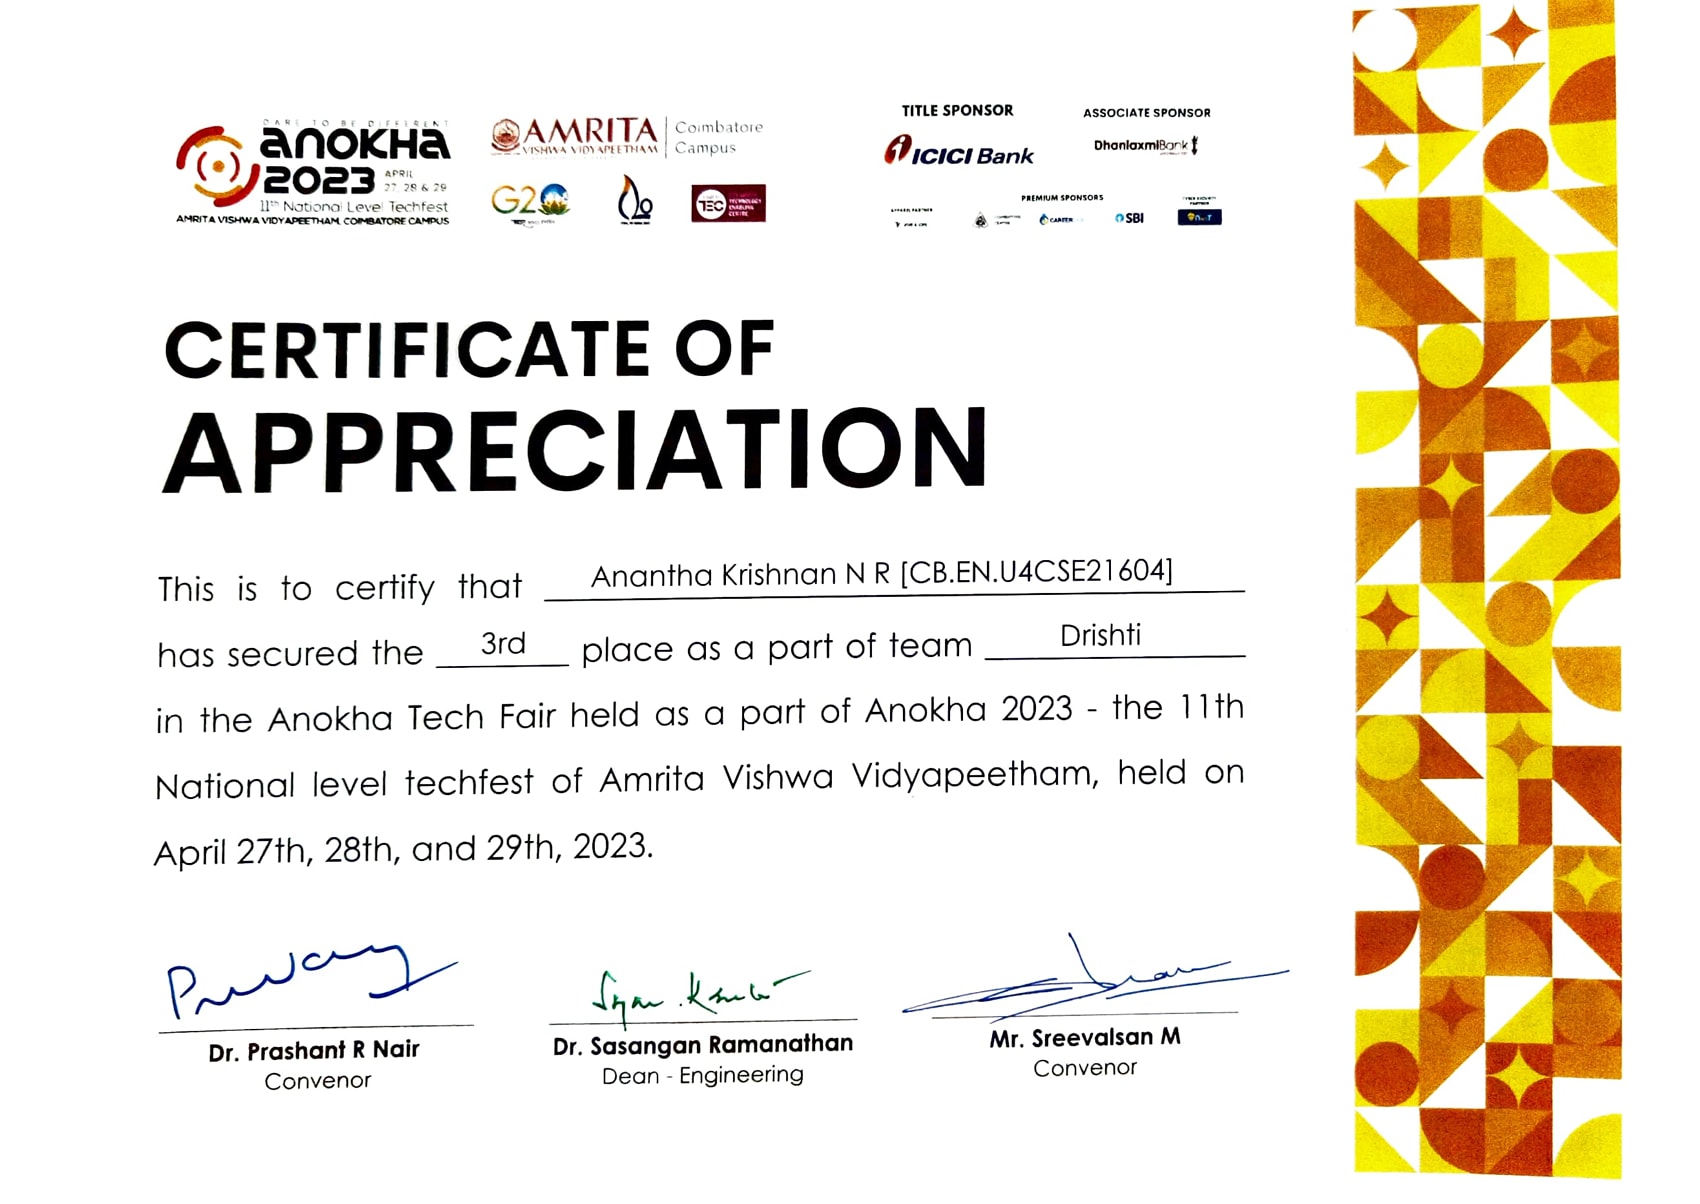 DARE TO BE DIFFERENT
ANOKHA
2023 APRIL
27, 28 & 29
11th National Level Techfest
AMRITA VISHWA VIDYAPEETHAM, COIMBATORE CAMPUS
AMRITA
VISHWA VIDYAPEETHAM
Coimbatore
Campus
G20
TEC
TECHNOLOGY
ENABLING
CENTRE
TITLE SPONSOR
ICICI Bank
ASSOCIATE SPONSOR
DhanlaxmiBank
PREMIUM SPONSORS
CAREER
SBI
CERTIFICATE OF
APPRECIATION
This is to certify that Anantha Krishnan N R [CB.EN.U4CSE21604]
has secured the 3rd place as a part of team Drishti
in the Anokha Tech Fair held as a part of Anokha 2023 - the 11th
National level techfest of Amrita Vishwa Vidyapeetham, held on
April 27th, 28th, and 29th, 2023.
Dr. Prashant R Nair
Convenor
Dr. Sasangan Ramanathan
Dean - Engineering
Mr. Sreevalsan M
Convenor